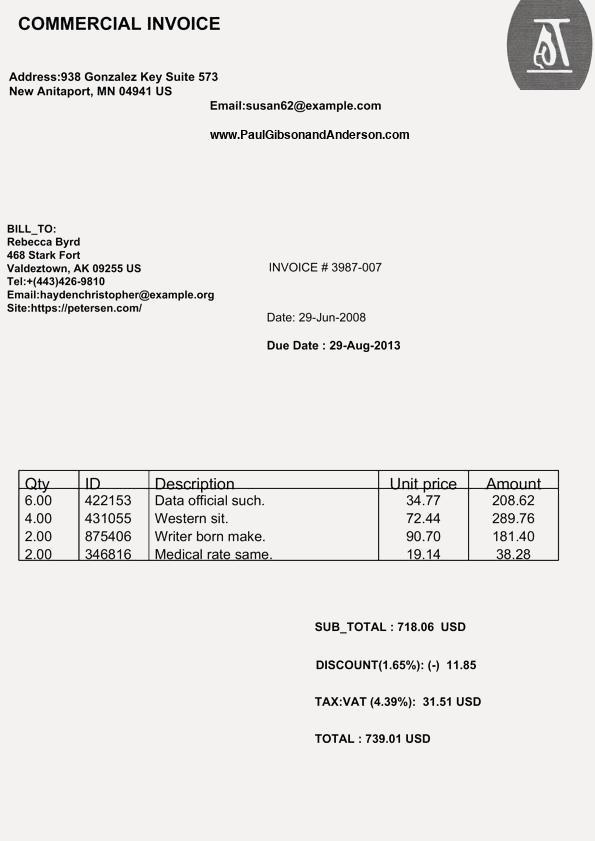 COMMERCIAL INVOICE
Address:938 Gonzalez Key Suite 573
New Anitaport, MN 04941 US
Email:susan62@example.com
www.PaulGibsonandAnderson.com
BILL_TO:
Rebecca Byrd
468 Stark Fort
Valdeztown, AK 09255 US
Tel:+(443)426-9810
Email:haydenchristopher@example.org
Site:https://petersen.com/
INVOICE # 3987-007
Date: 29-Jun-2008
Due Date : 29-Aug-2013
Qty ID Description Unit price Amount
6.00 422153 Data official such. 34.77 208.62
4.00 431055 Western sit. 72.44 289.76
2.00 875406 Writer born make. 90.70 181.40
2.00 346816 Medical rate same. 19.14 38.28
SUB_TOTAL : 718.06 USD
DISCOUNT(1.65%): (-) 11.85
TAX:VAT (4.39%): 31.51 USD
TOTAL : 739.01 USD